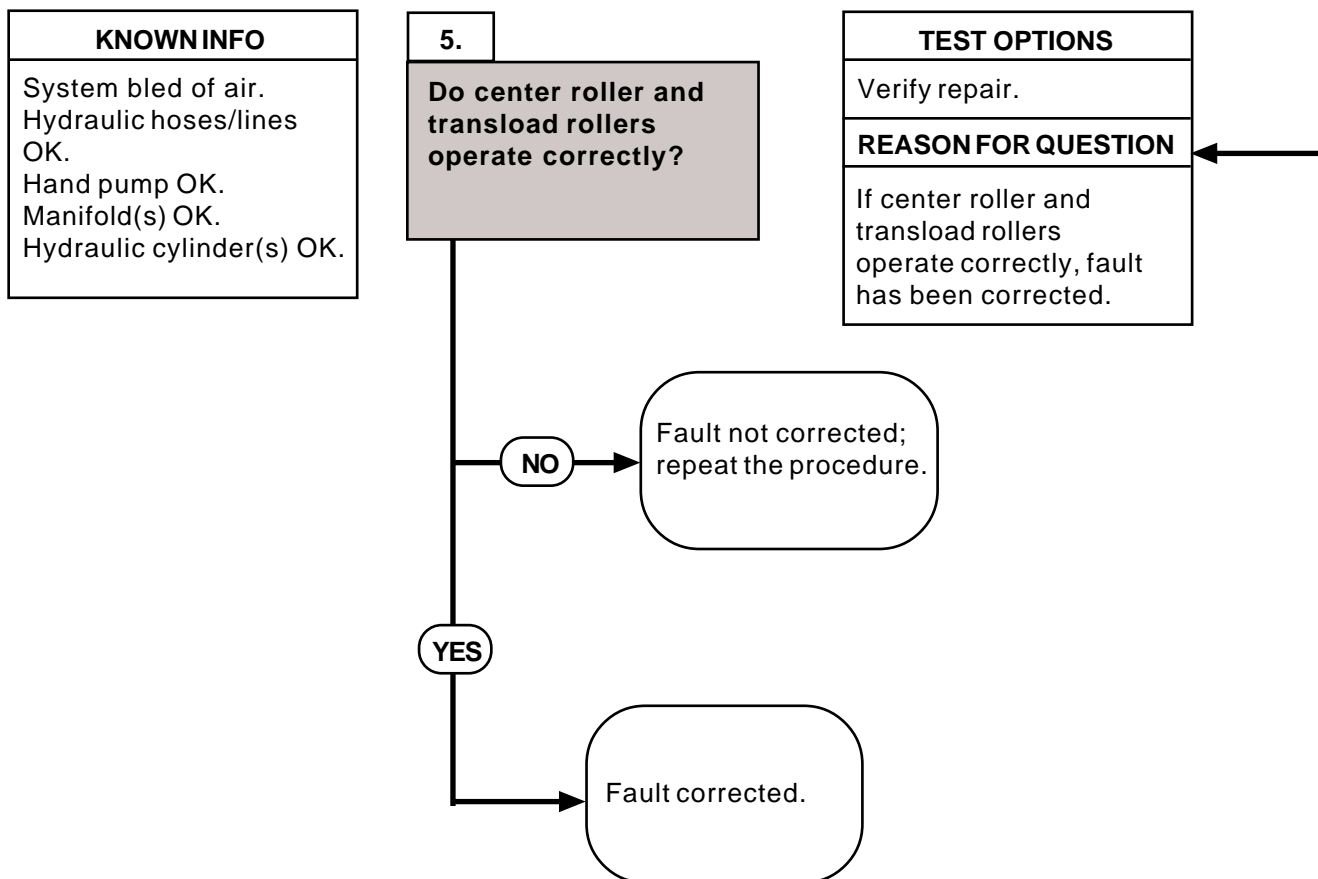 KNOWN INFO
System bled of air.
Hydraulic hoses/lines
OK.
Hand pump OK.
Manifold(s) OK.
Hydraulic cylinder(s) OK.
5.
Do center roller and
transload rollers
operate correctly?
TEST OPTIONS
Verify repair.
REASON FOR QUESTION
If center roller and
transload rollers
operate correctly, fault
has been corrected.
NO
Fault not corrected;
repeat the procedure.
YES
Fault corrected.